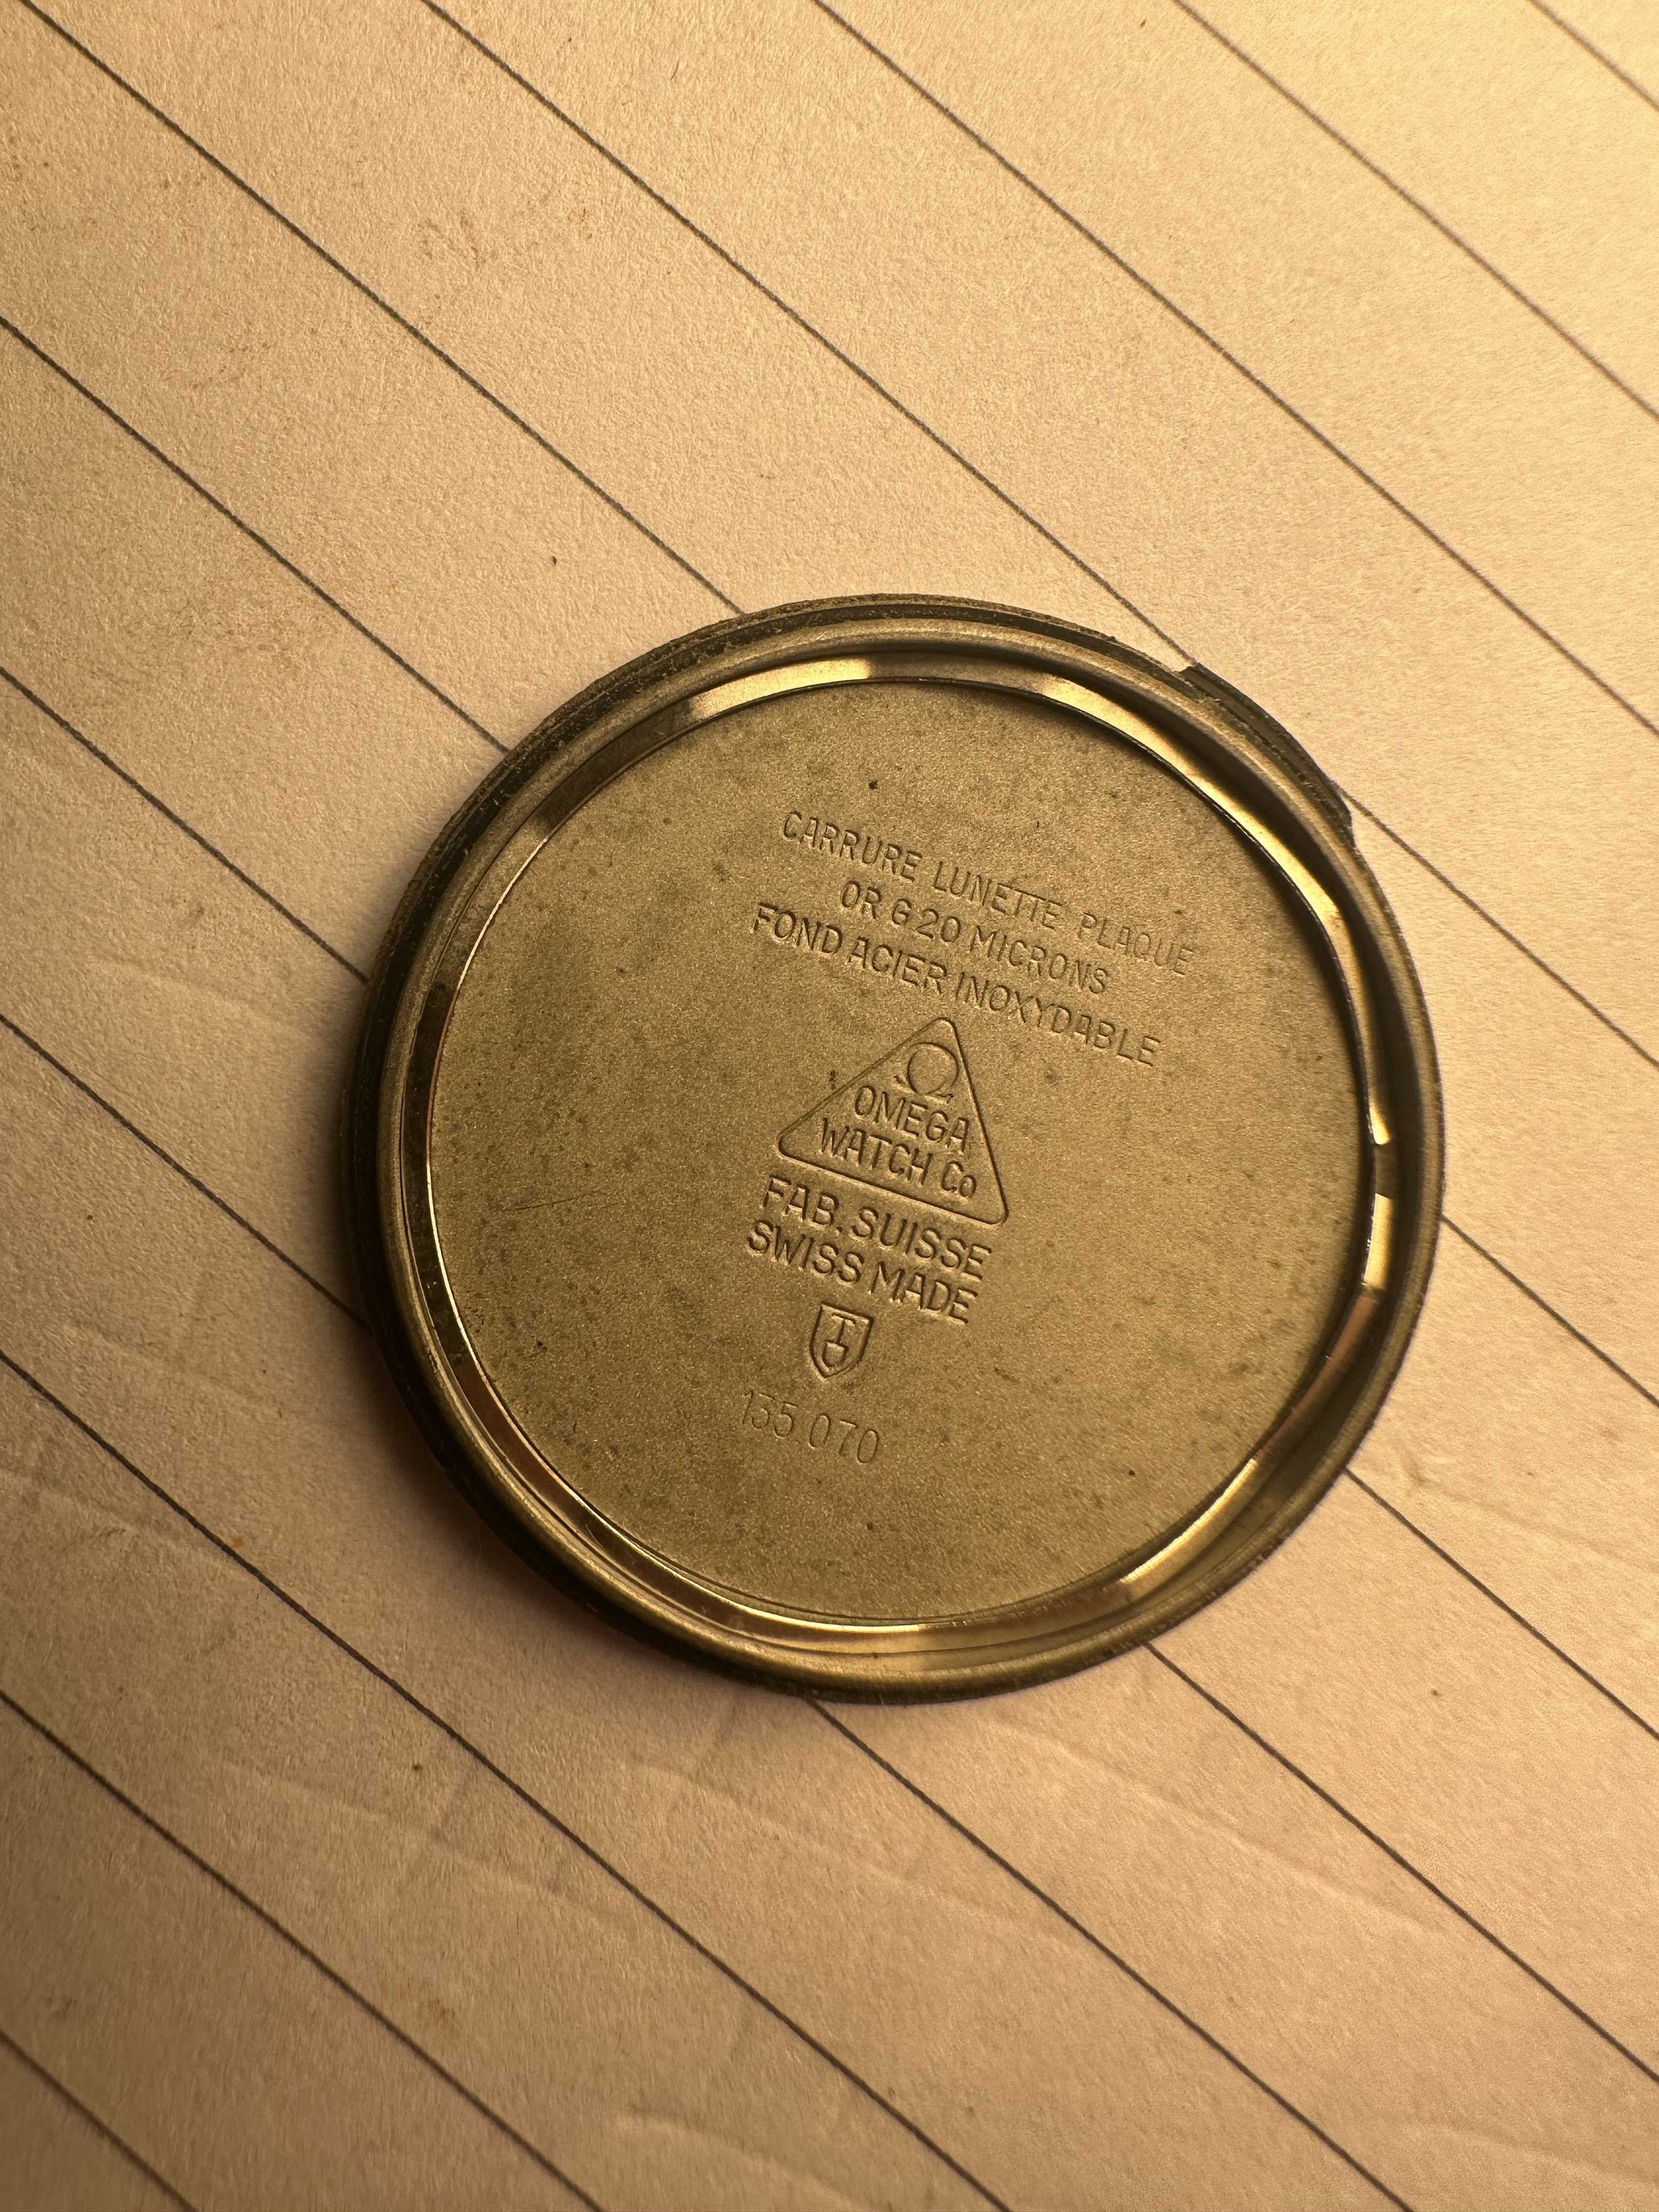 CARRURE LUNETTE PLAQUE
OR G 20 MICRONS
FOND ACIER INOXYDABLE
Ω
OMEGA
WATCH Co
FAB. SUISSE
SWISS MADE
135 070